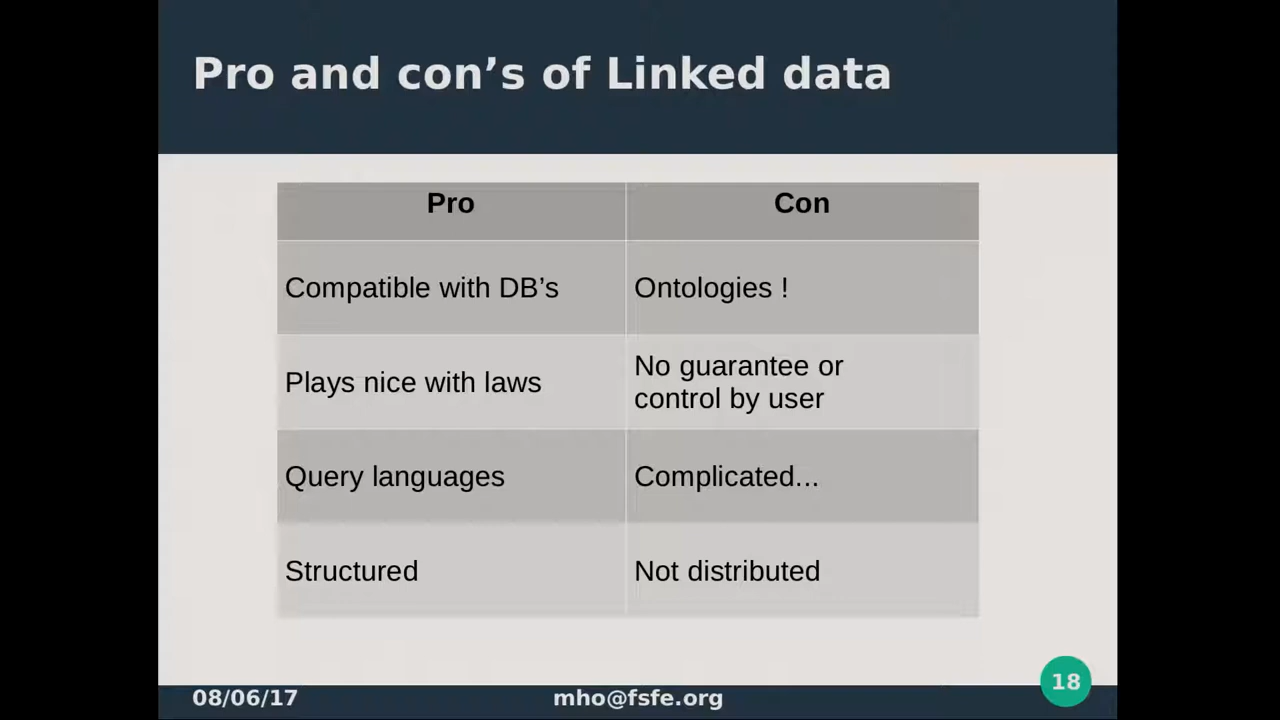 Pro and con’s of Linked data
Pro
Con
Compatible with DB’s
Ontologies !
Plays nice with laws
No guarantee or
control by user
Query languages
Complicated...
Structured
Not distributed
08/06/17
mho@fsfe.org
18